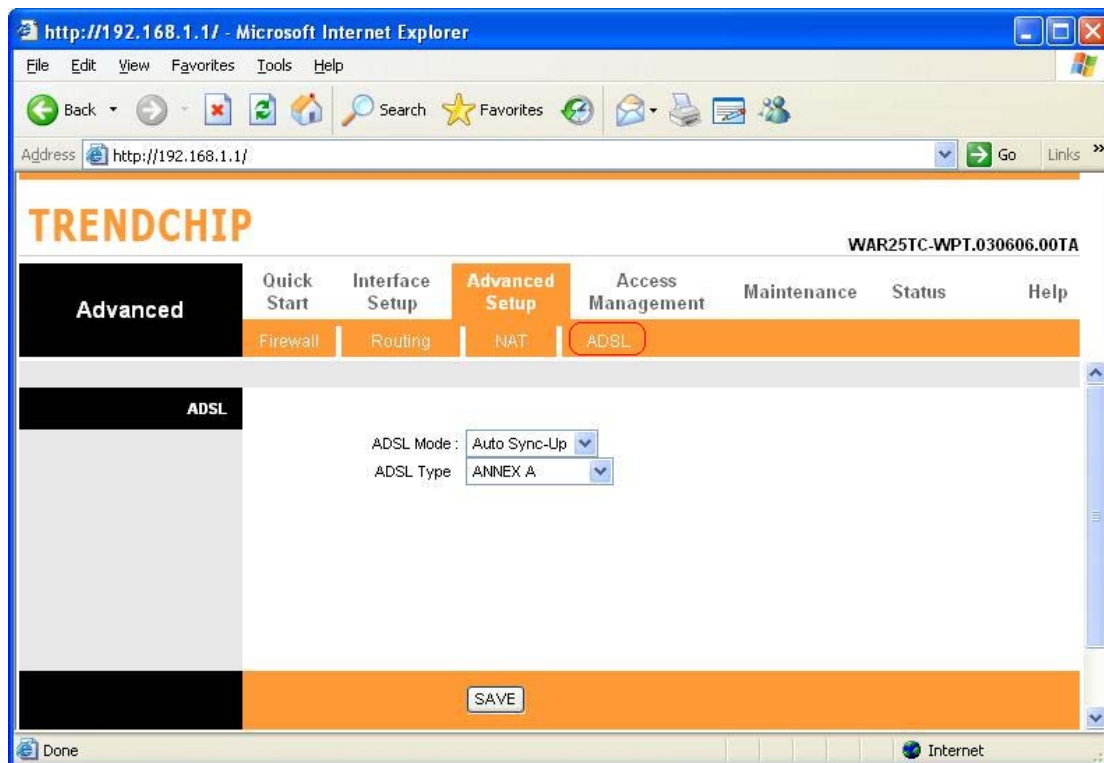 http://192.168.1.1/ - Microsoft Internet Explorer
File Edit View Favorites Tools Help
Back Search Favorites
Address http://192.168.1.1/ Go Links »
TRENDCHIP
WAR25TC-WPT.030606.00TA
Advanced
Quick Start
Interface Setup
Advanced Setup
Access Management
Maintenance
Status
Help
Firewall Routing NAT ADSL
ADSL
ADSL Mode : Auto Sync-Up
ADSL Type ANNEX A
SAVE
Done Internet